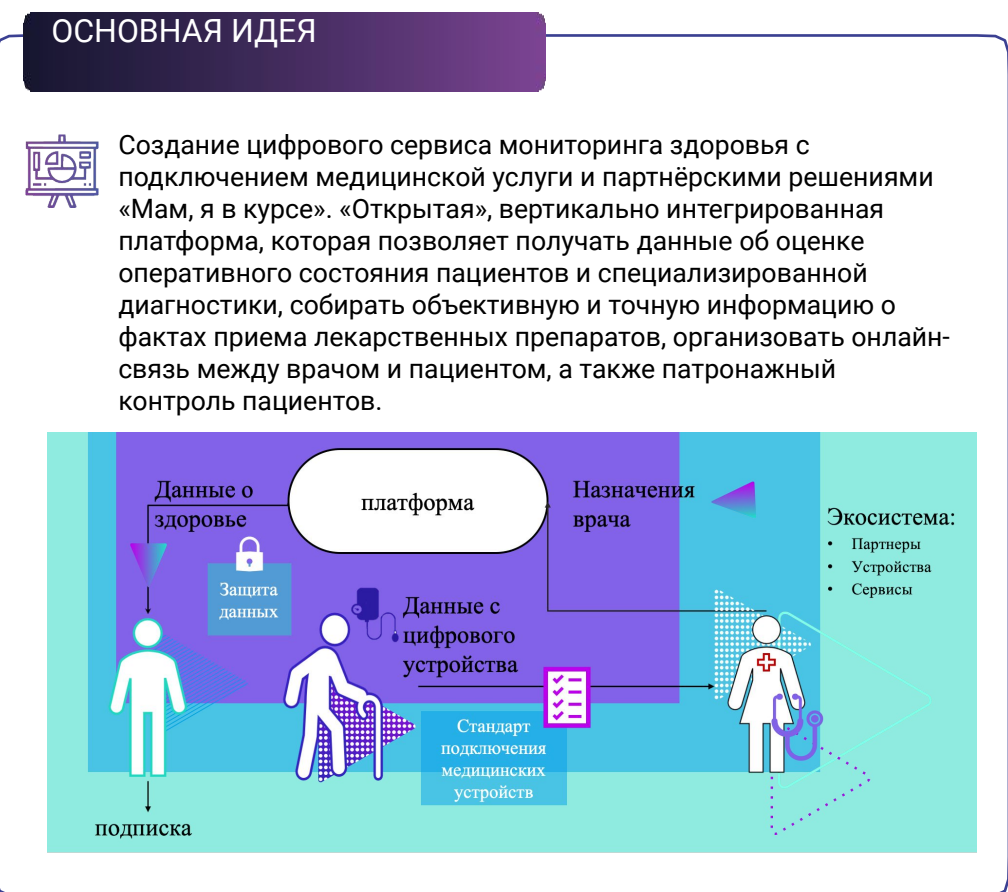 ОСНОВНАЯ ИДЕЯ
Создание цифрового сервиса мониторинга здоровья с
подключением медицинской услуги и партнёрскими решениями
«Мам, я в курсе». «Открытая», вертикально интегрированная
платформа, которая позволяет получать данные об оценке
оперативного состояния пациентов и специализированной
диагностики, собирать объективную и точную информацию о
фактах приема лекарственных препаратов, организовать онлайн-
связь между врачом и пациентом, а также патронажный
контроль пациентов.
Данные о
здоровье
платформа
Назначения
врача
Экосистема:
• Партнеры
• Устройства
• Сервисы
Защита
данных
Данные с
цифрового
устройства
Стандарт
подключения
медицинских
устройств
подписка